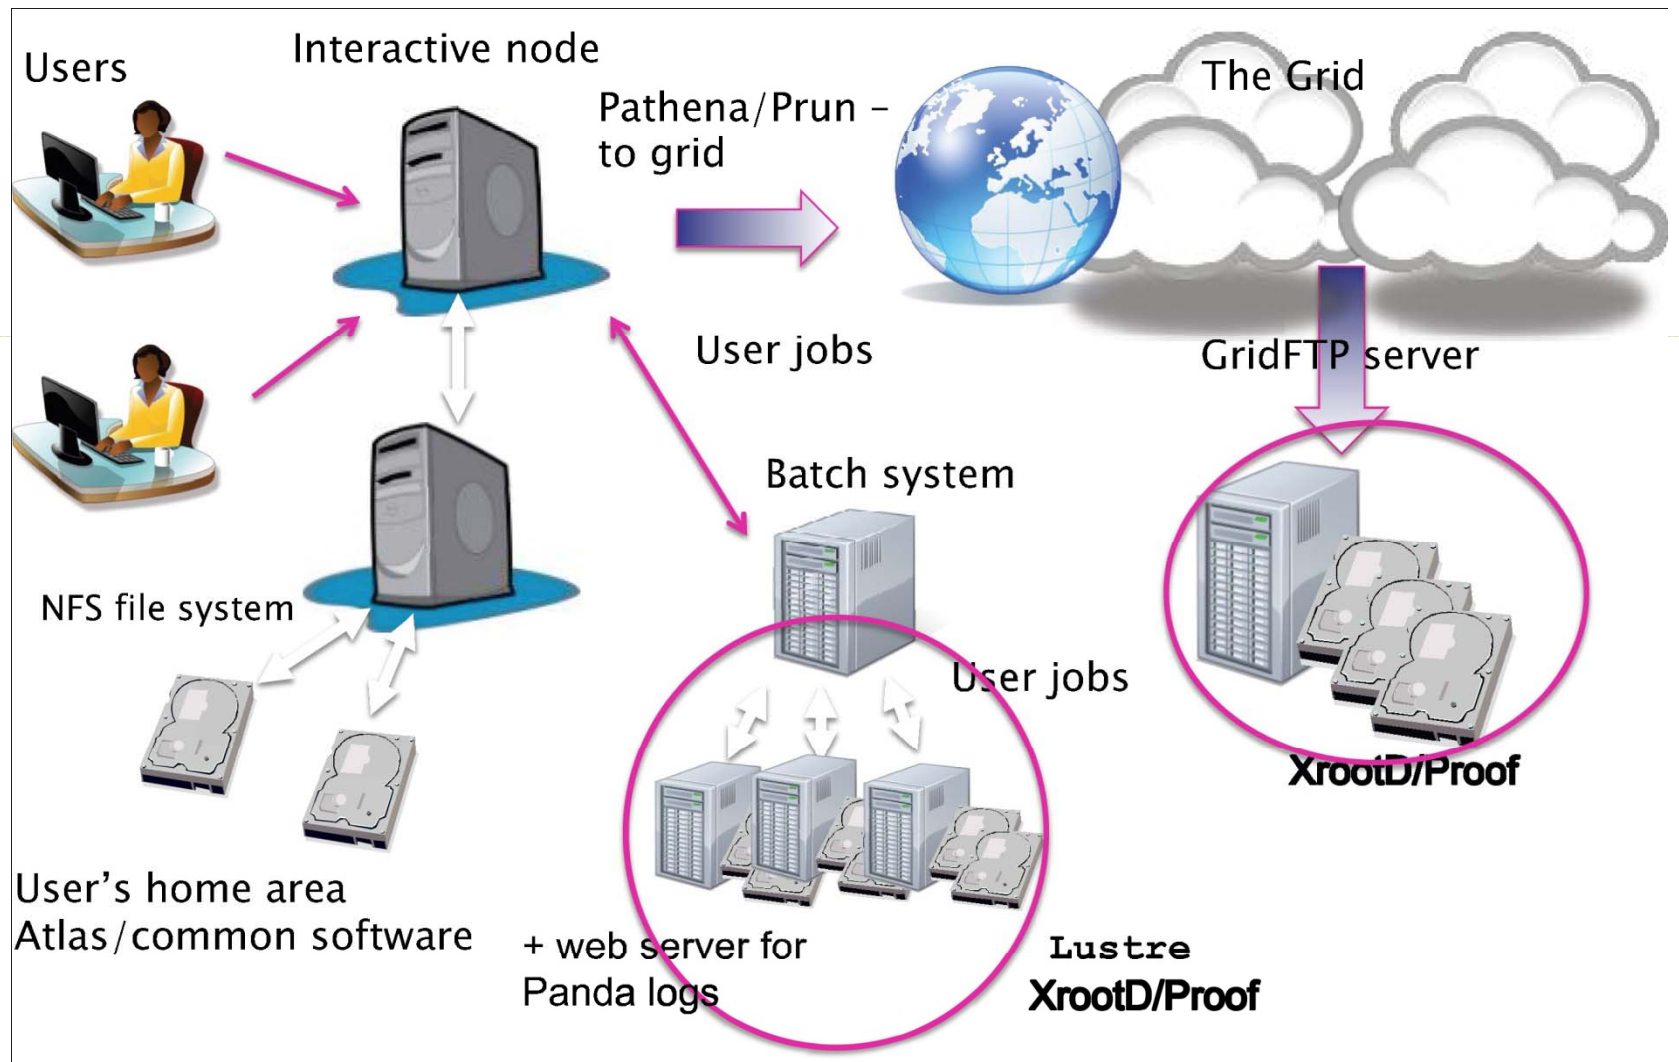 Users
Interactive node
Pathena/Prun –
to grid
The Grid
User jobs
GridFTP server
Batch system
NFS file system
User jobs
XrootD/Proof
User's home area
Atlas/common software
+ web server for
Panda logs
Lustre
XrootD/Proof